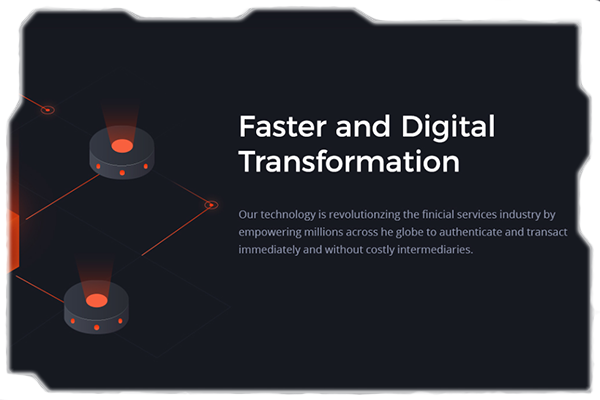 Faster and Digital
Transformation
Our technology is revolutionzing the finicial services industry by
empowering millions across he globe to authenticate and transact
immediately and without costly intermediaries.